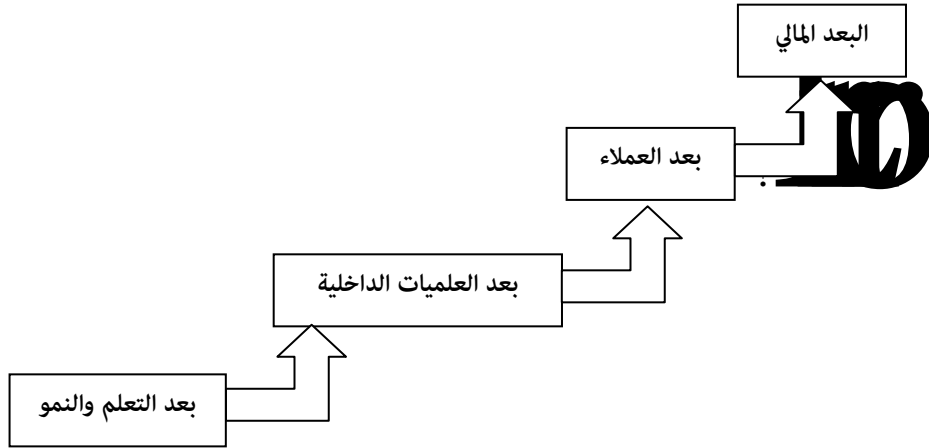 البعد المالي
بعد العملاء
بعد العلميات الداخلية
بعد التعلم والنمو